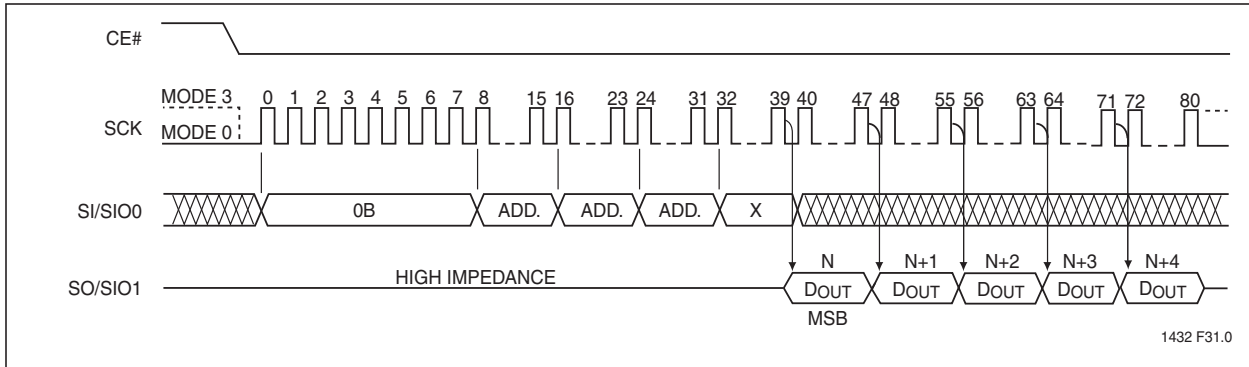 CE#
MODE 3
0 1 2 3 4 5 6 7 8 15 16 23 24 31 32 39 40 47 48 55 56 63 64 71 72 80
SCK
MODE 0
SI/SIO0
0B ADD. ADD. ADD. X
N N+1 N+2 N+3 N+4
HIGH IMPEDANCE
SO/SIO1
DOUT DOUT DOUT DOUT DOUT
MSB
1432 F31.0